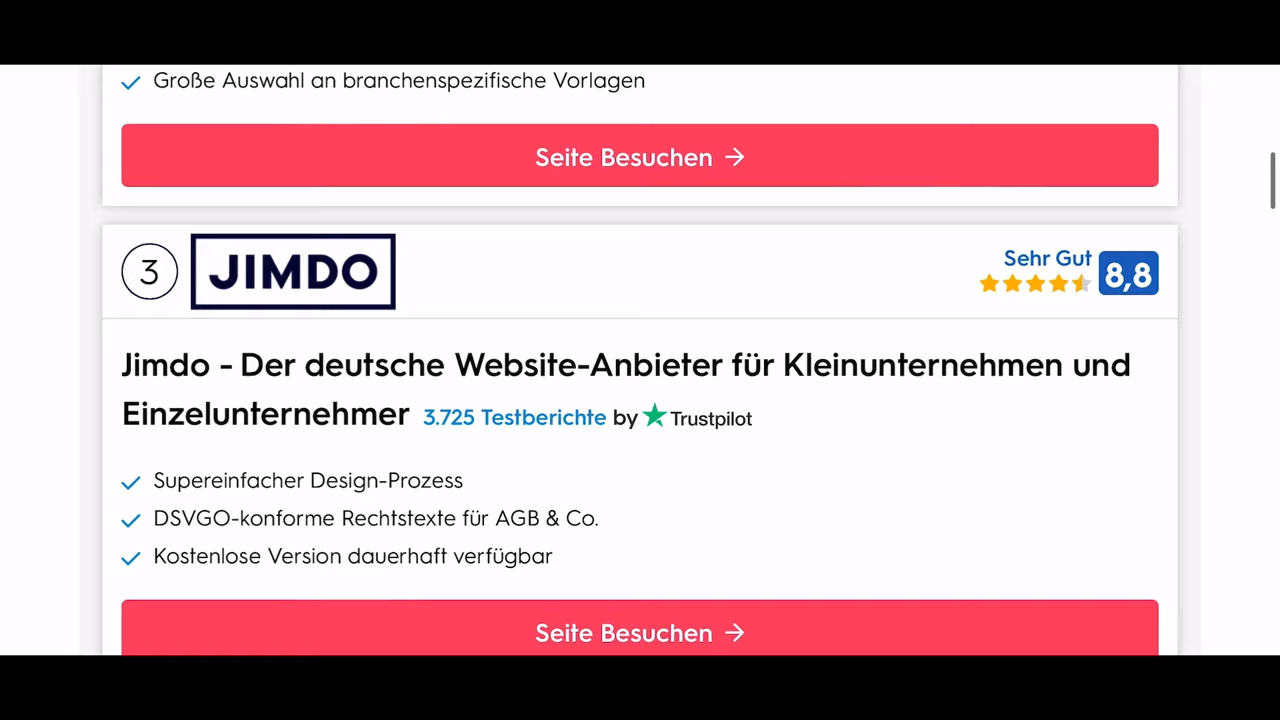 Große Auswahl an branchenspezifische Vorlagen
Seite Besuchen →
3 JIMDO
Sehr Gut
8,8
Jimdo - Der deutsche Website-Anbieter für Kleinunternehmen und
Einzelunternehmer 3.725 Testberichte by Trustpilot
Supereinfacher Design-Prozess
DSVGO-konforme Rechtstexte für AGB & Co.
Kostenlose Version dauerhaft verfügbar
Seite Besuchen →